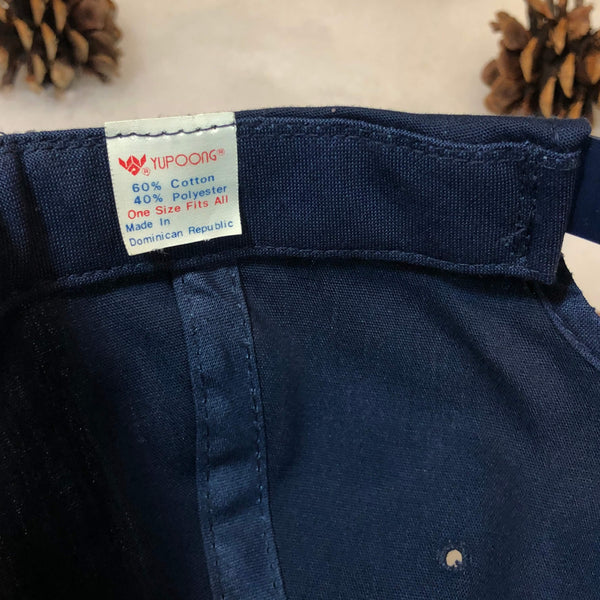 YUPOONG®
®
60% Cotton
40% Polyester
One Size Fits All
Made In
Dominican Republic